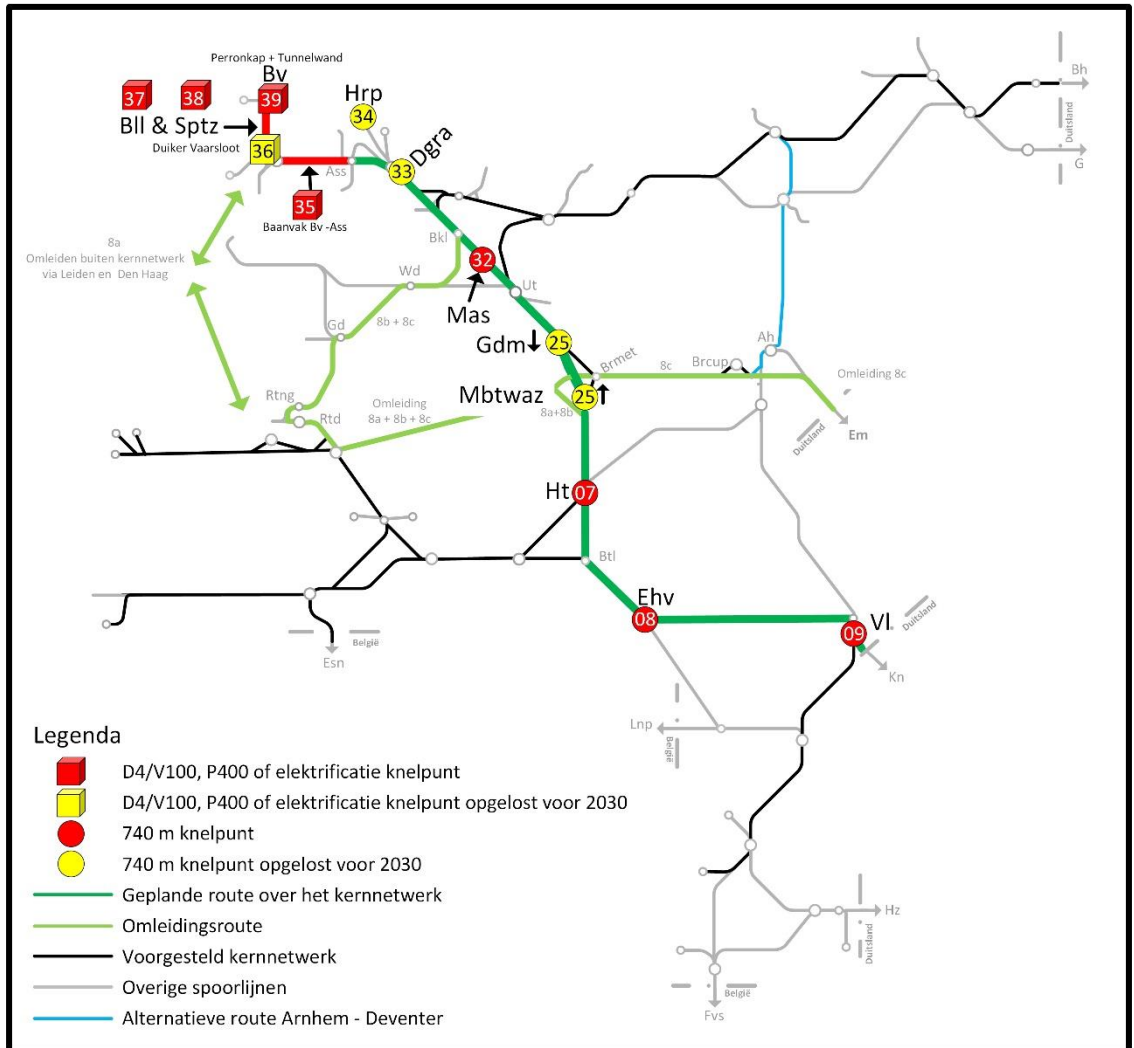 Perronkap + Tunnelwand
Bv
37
38
39
Hrp
34
Bll & Sptz
Duiker Vaarsloot
36
Ass
33
Dgra
35
Baanvak Bv -Ass
Bh
Duitsland
G
8a
Omleiden buiten kernnetwerk
via Leiden en Den Haag
Bkl
32
Wd
Ut
Mas
Gd
8b + 8c
Gdm
25
Brmet
Ah
8c
Brcup
Omleiding 8c
Mbtwaz
25
8a+8b
Rtng
Rtd
Omleiding
8a + 8b + 8c
Duitsland
Em
Ht
07
Btl
Ehv
08
Vl
09
Duitsland
Kn
België
Esn
Lnp
België
Legenda
D4/V100, P400 of elektrificatie knelpunt
D4/V100, P400 of elektrificatie knelpunt opgelost voor 2030
740 m knelpunt
740 m knelpunt opgelost voor 2030
Geplande route over het kernnetwerk
Omleidingsroute
Voorgesteld kernnetwerk
Overige spoorlijnen
Alternatieve route Arnhem - Deventer
Hz
Duitsland
België
Fvs